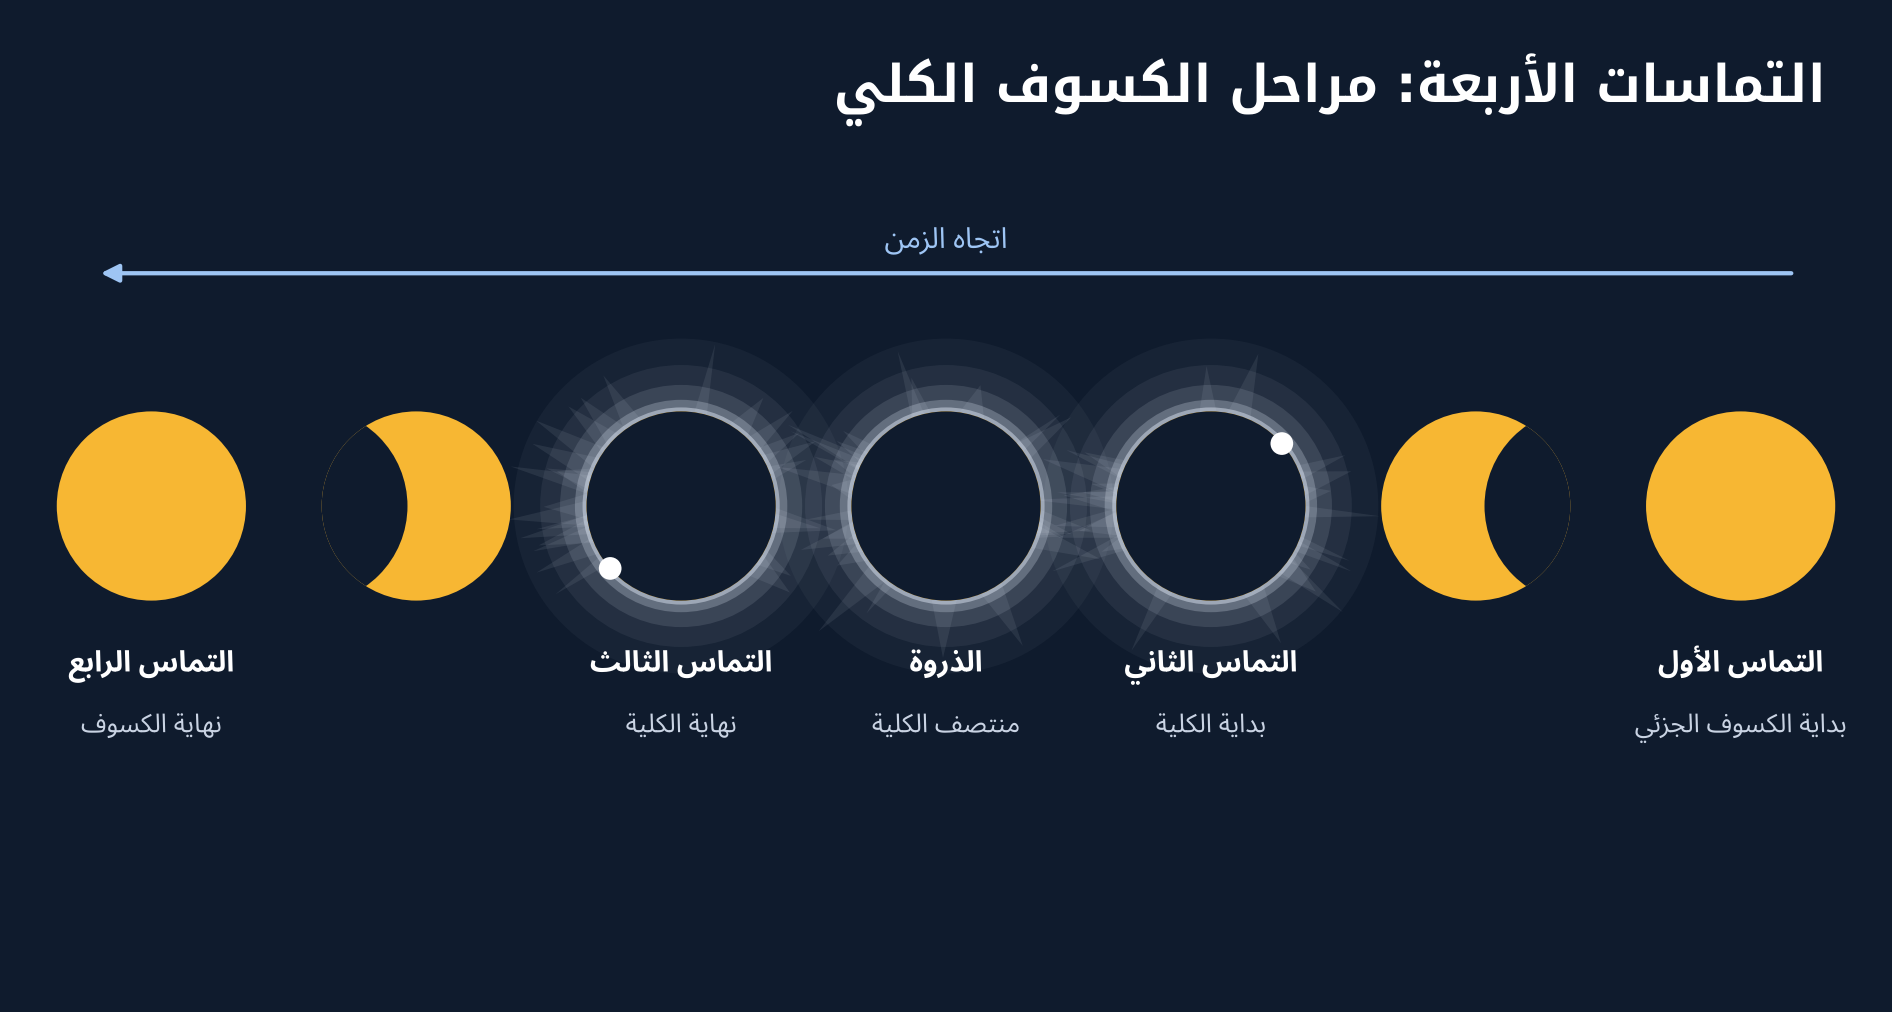 التماسات الأربعة: مراحل الكسوف الكلي
اتجاه الزمن
التماس الأول
بداية الكسوف الجزئي
التماس الثاني
بداية الكلية
الذروة
منتصف الكلية
التماس الثالث
نهاية الكلية
التماس الرابع
نهاية الكسوف